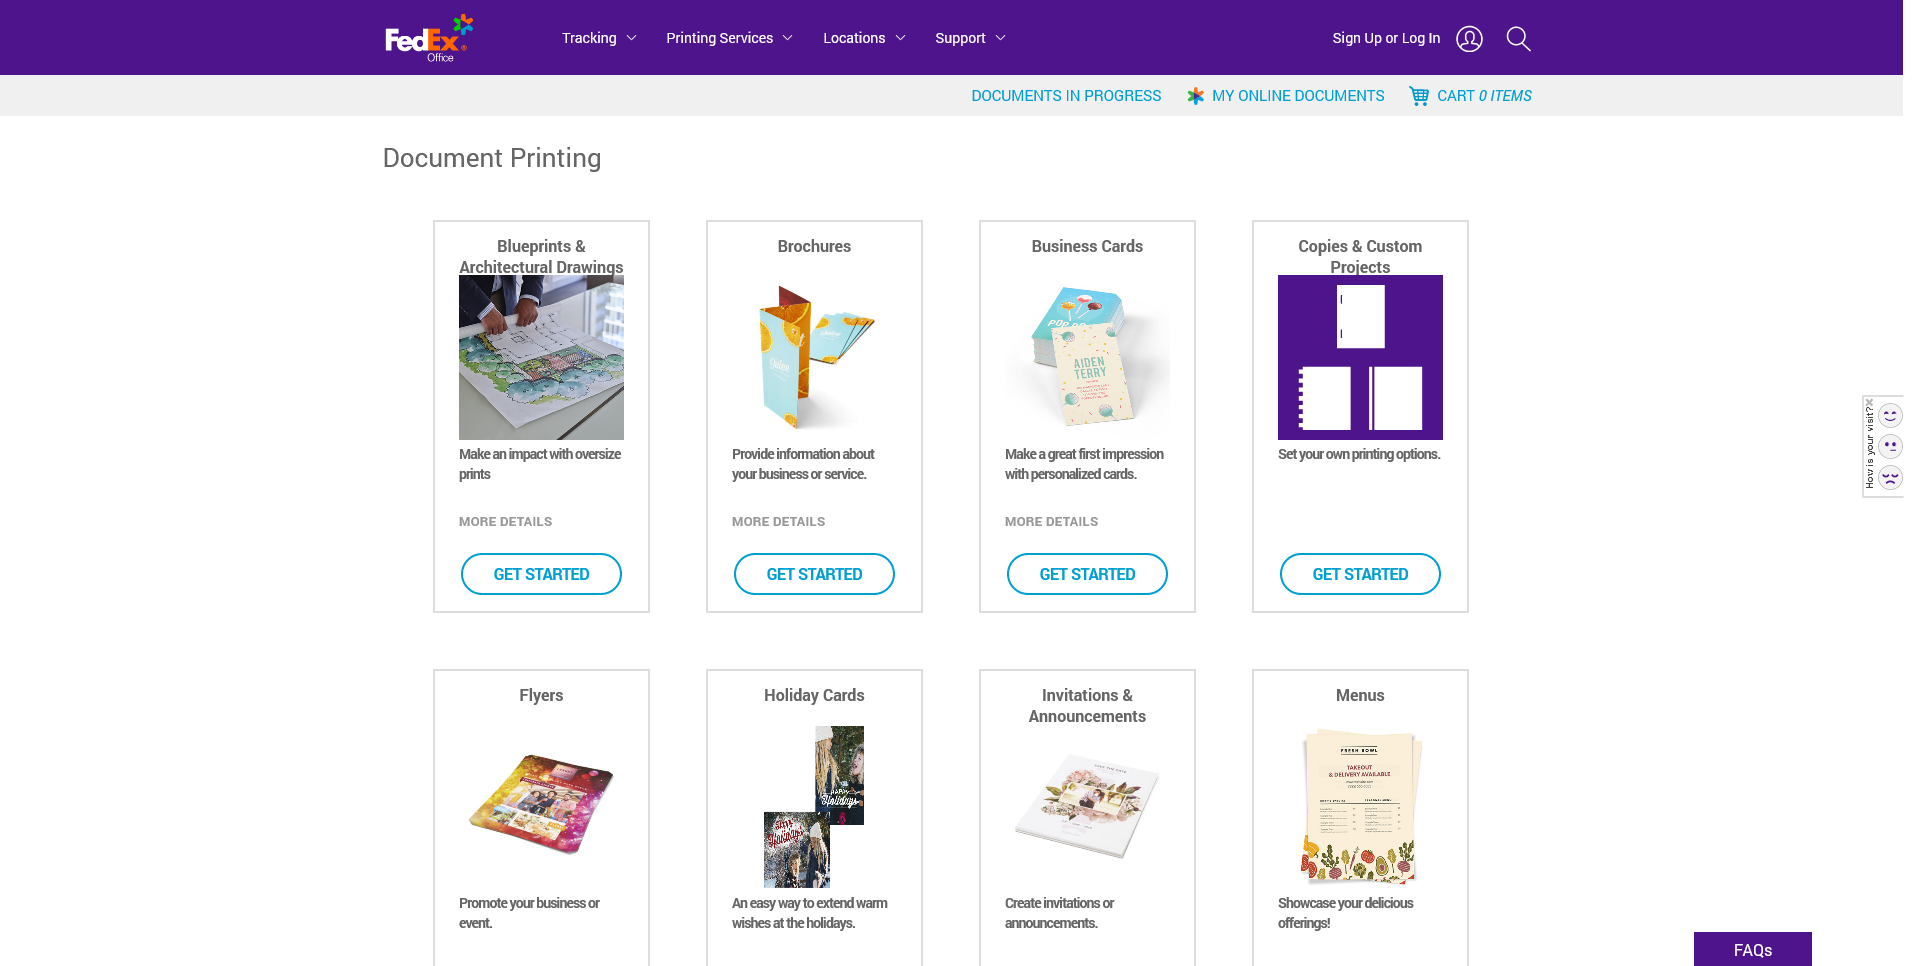 FedEx®
Office
Tracking
Printing Services
Locations
Support
Sign Up or Log In
DOCUMENTS IN PROGRESS
MY ONLINE DOCUMENTS
CART 0 ITEMS
Document Printing
Blueprints &
Architectural Drawings
Make an impact with oversize
prints
MORE DETAILS
GET STARTED
Brochures
Provide information about
your business or service.
MORE DETAILS
GET STARTED
Business Cards
AIDEN
TERRY
Make a great first impression
with personalized cards.
MORE DETAILS
GET STARTED
Copies & Custom
Projects
Set your own printing options.
GET STARTED
How is your visit?
Flyers
Promote your business or
event.
Holiday Cards
HAPPY
Holidays
Holidays
An easy way to extend warm
wishes at the holidays.
Invitations &
Announcements
SAVE THE DATE
Create invitations or
announcements.
Menus
FRESH BOWL
TAKEOUT
& DELIVERY AVAILABLE
Showcase your delicious
offerings!
FAQs